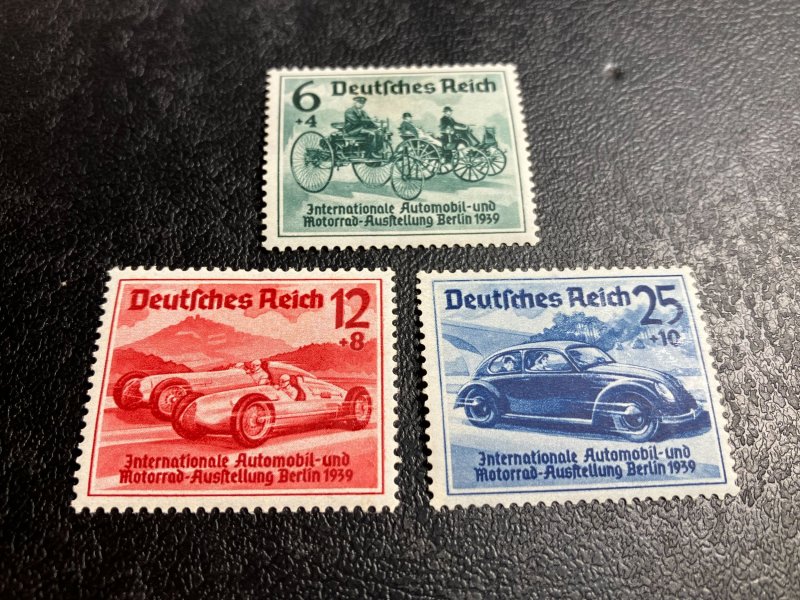 6 Deutsches Reich
+4
Internationale Automobil-und
Motorrad-Ausstellung Berlin 1939
Deutsches Reich 12
+8
Internationale Automobil-und
Motorrad-Ausstellung Berlin 1939
Deutsches Reich 25
+10
Internationale Automobil-und
Motorrad-Ausstellung Berlin 1939